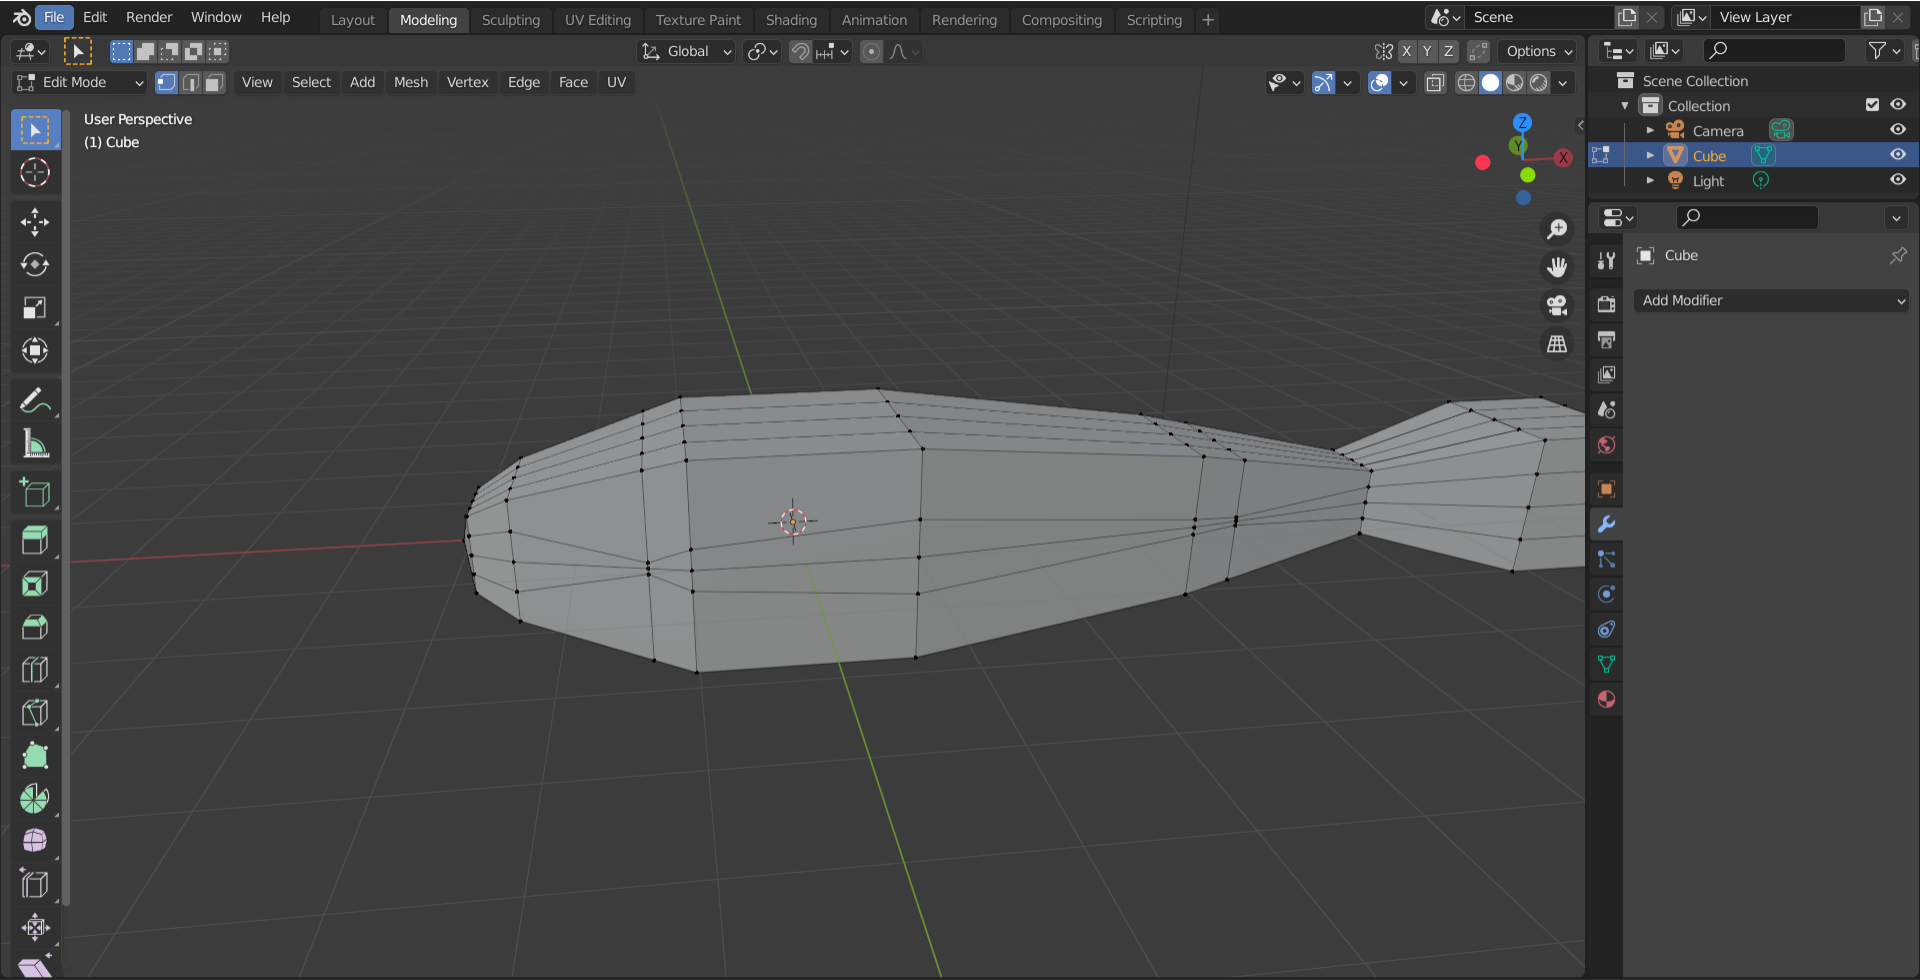 File Edit Render Window Help Layout Modeling Sculpting UV Editing Texture Paint Shading Animation Rendering Compositing Scripting + Scene View Layer
Global X Y Z Options
Edit Mode View Select Add Mesh Vertex Edge Face UV
User Perspective
(1) Cube
Z
Y
X
Scene Collection
Collection
Camera
Cube
Light
Cube
Add Modifier